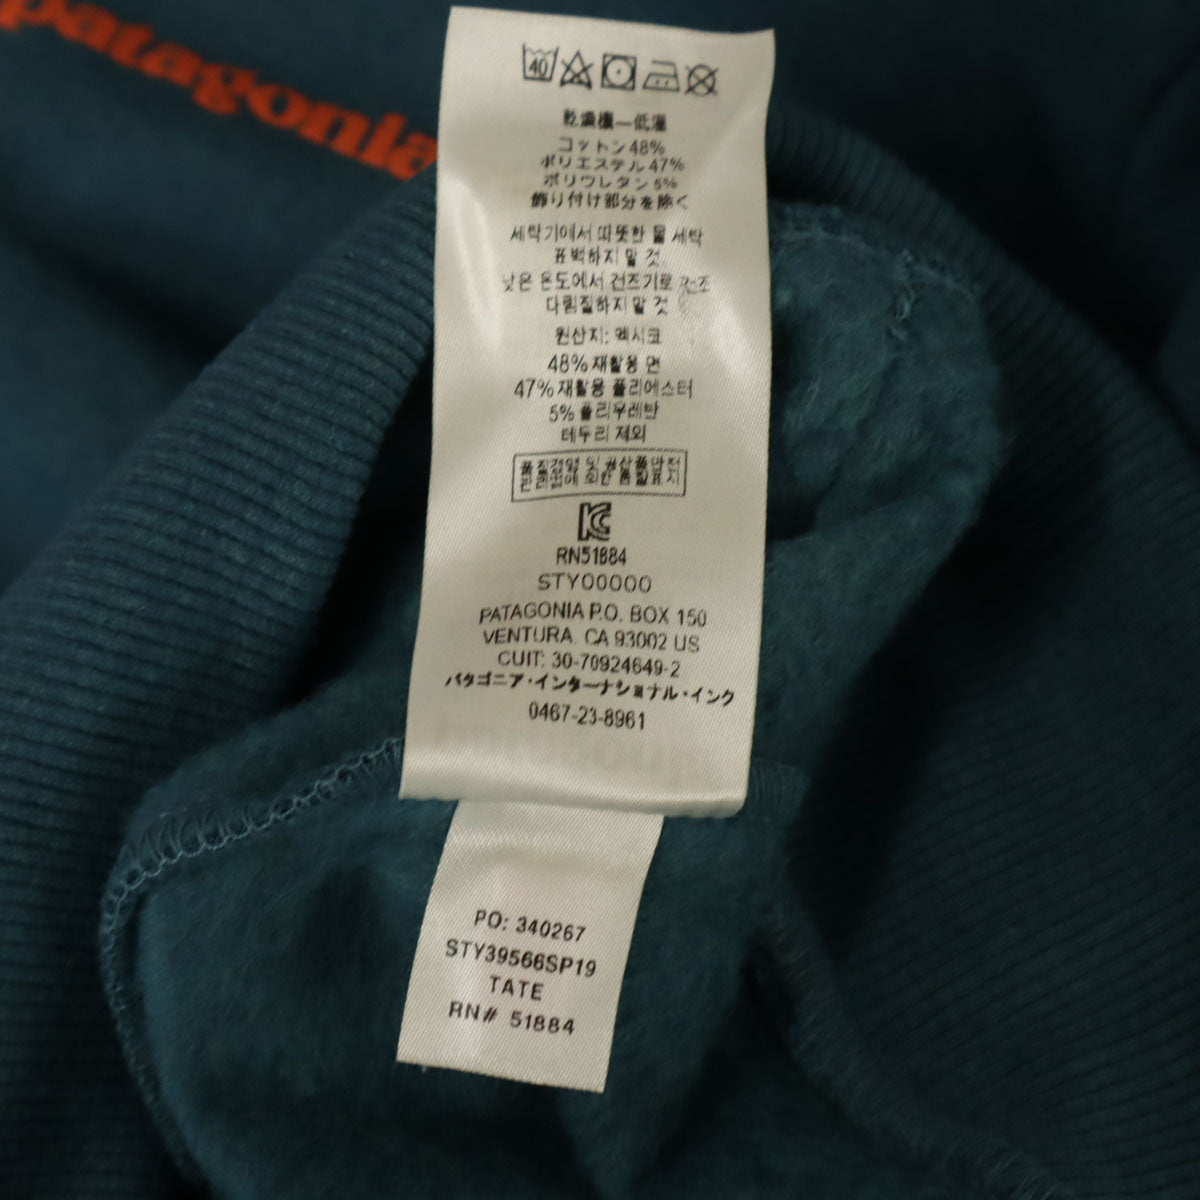 patagonia
40
乾燥機—低温
コットン48%
ポリエステル47%
ポリウレタン5%
飾り付け部分を除く
세탁기에서 따뜻한 물 세탁
표백하지 말 것
낮은 온도에서 건조기로 건조
다림질하지 말 것
원산지: 멕시코
48% 재활용 면
47% 재활용 폴리에스터
5% 폴리우레탄
테두리 제외
RN51884
STY00000
PATAGONIA P.O. BOX 150
VENTURA, CA 93002 US
CUIT: 30-70924649-2
パタゴニア・インターナショナル・インク
0467-23-8961
PO: 340267
STY39566SP19
TATE
RN# 51884